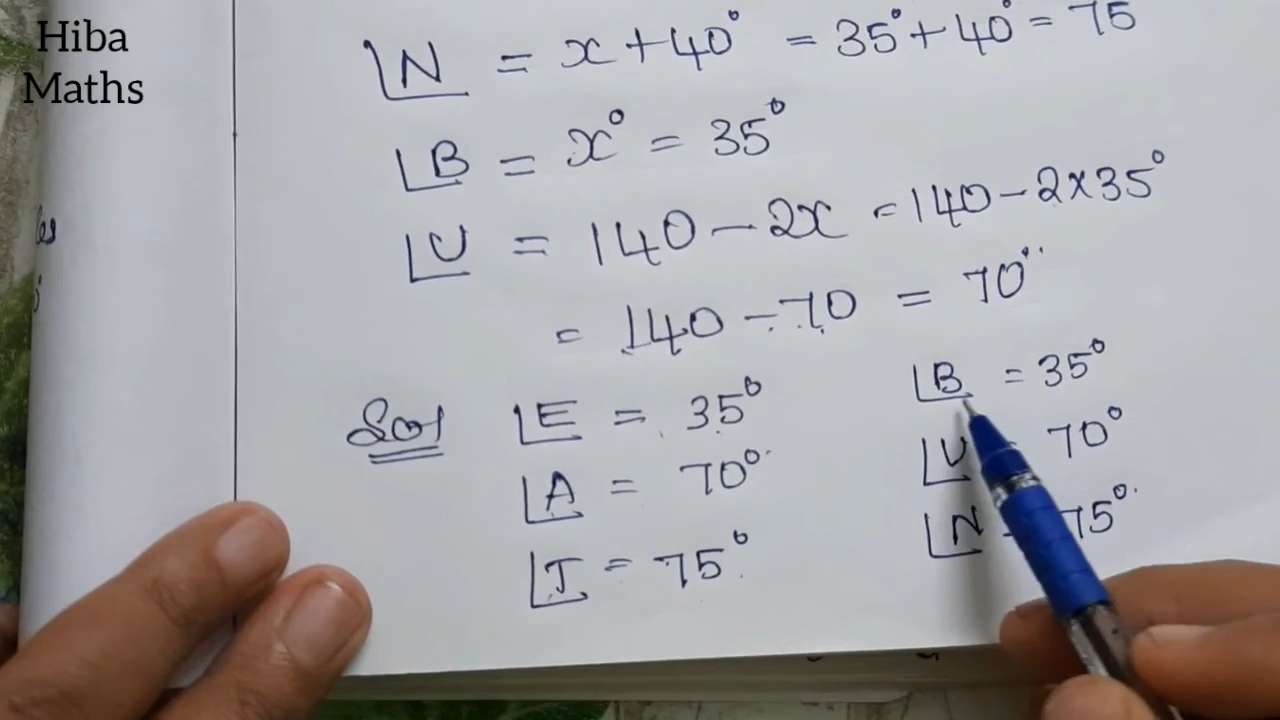 Hiba
Maths
∟N = x + 40° = 35° + 40° = 75
∟B = x° = 35°
∟U = 140 - 2x = 140 - 2×35°
= 140 - 70 = 70°
Sol ∟E = 35° ∟B = 35°
∟A = 70° ∟U = 70°
∟T = 75° ∟N = 75°